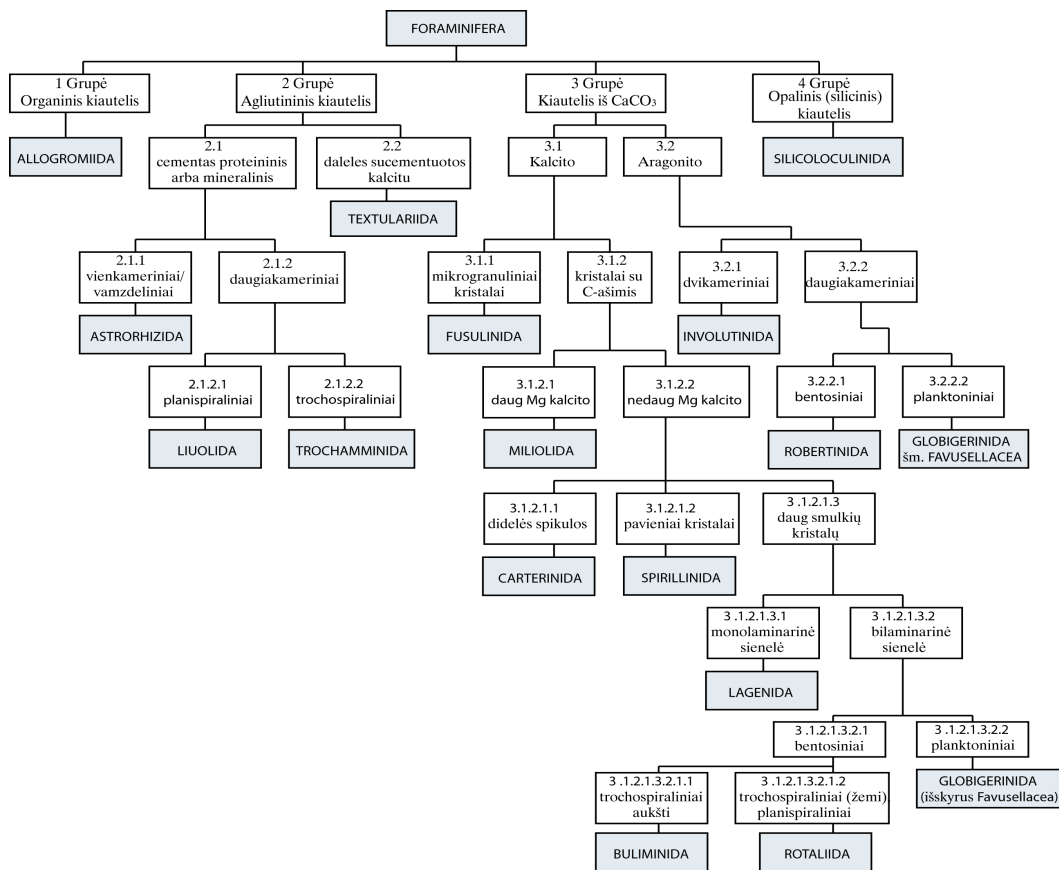 FORAMINIFERA
1 Grupė
Organinis kiautelis
2 Grupė
Agliutininis kiautelis
3 Grupė
Kiautelis iš CaCO₃
4 Grupė
Opalinis (silicinis)
kiautelis
ALLOGROMIIDA
2.1
cementas proteininis
arba mineralinis
2.2
daleles sucementuotos
kalcitu
3.1
Kalcito
3.2
Aragonito
SILICOLOCULINIDA
TEXTULARIIDA
2.1.1
vienkameriniai/
vamzdeliniai
2.1.2
daugiakameriniai
3.1.1
mikrogranuliniai
kristalai
3.1.2
kristalai su
C-ašimis
3.2.1
dvikameriniai
3.2.2
daugiakameriniai
ASTRORHIZIDA
FUSULINIDA
INVOLUTINIDA
2.1.2.1
planispiraliniai
2.1.2.2
trochospiraliniai
3.1.2.1
daug Mg kalcito
3.1.2.2
nedaug Mg kalcito
3.2.2.1
bentosiniai
3.2.2.2
planktoniniai
LIUOLIDA
TROCHAMMINIDA
MILIOLIDA
ROBERTINIDA
GLOBIGERINIDA
šm. FAVUSELLACEA
3.1.2.1.1
didelės spikulos
3.1.2.1.2
pavieniai kristalai
3 .1.2.1.3
daug smulkių
kristalų
CARTERINIDA
SPIRILLINIDA
3 .1.2.1.3.1
monolaminarinė
sienelė
3 .1.2.1.3.2
bilaminarinė
sienelė
LAGENIDA
3 .1.2.1.3.2.1
bentosiniai
3 .1.2.1.3.2.2
planktoniniai
3 .1.2.1.3.2.1.1
trochospiraliniai
aukšti
3 .1.2.1.3.2.1.2
trochospiraliniai (žemi),
planispiraliniai
GLOBIGERINIDA
(išskyrus Favusellacea)
BULIMINIDA
ROTALIIDA